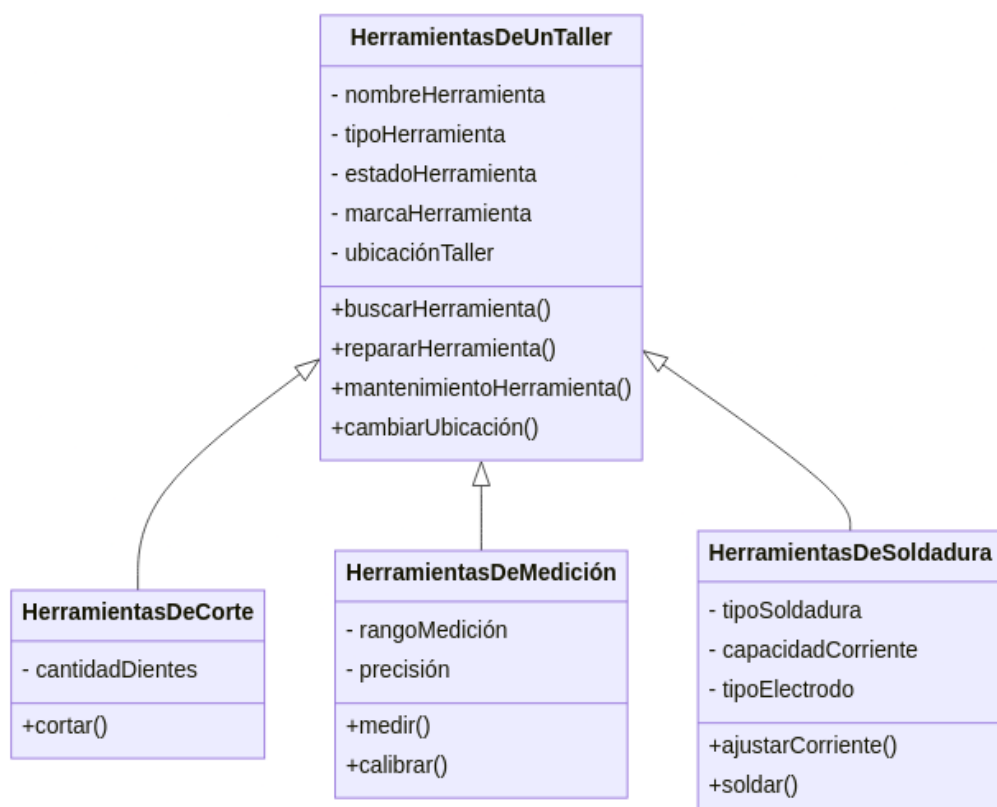 HerramientasDeUnTaller
- nombreHerramienta
- tipoHerramienta
- estadoHerramienta
- marcaHerramienta
- ubicaciónTaller
+buscarHerramienta()
+repararHerramienta()
+mantenimientoHerramienta()
+cambiarUbicación()
HerramientasDeCorte
- cantidadDientes
+cortar()
HerramientasDeMedición
- rangoMedición
- precisión
+medir()
+calibrar()
HerramientasDeSoldadura
- tipoSoldadura
- capacidadCorriente
- tipoElectrodo
+ajustarCorriente()
+soldar()